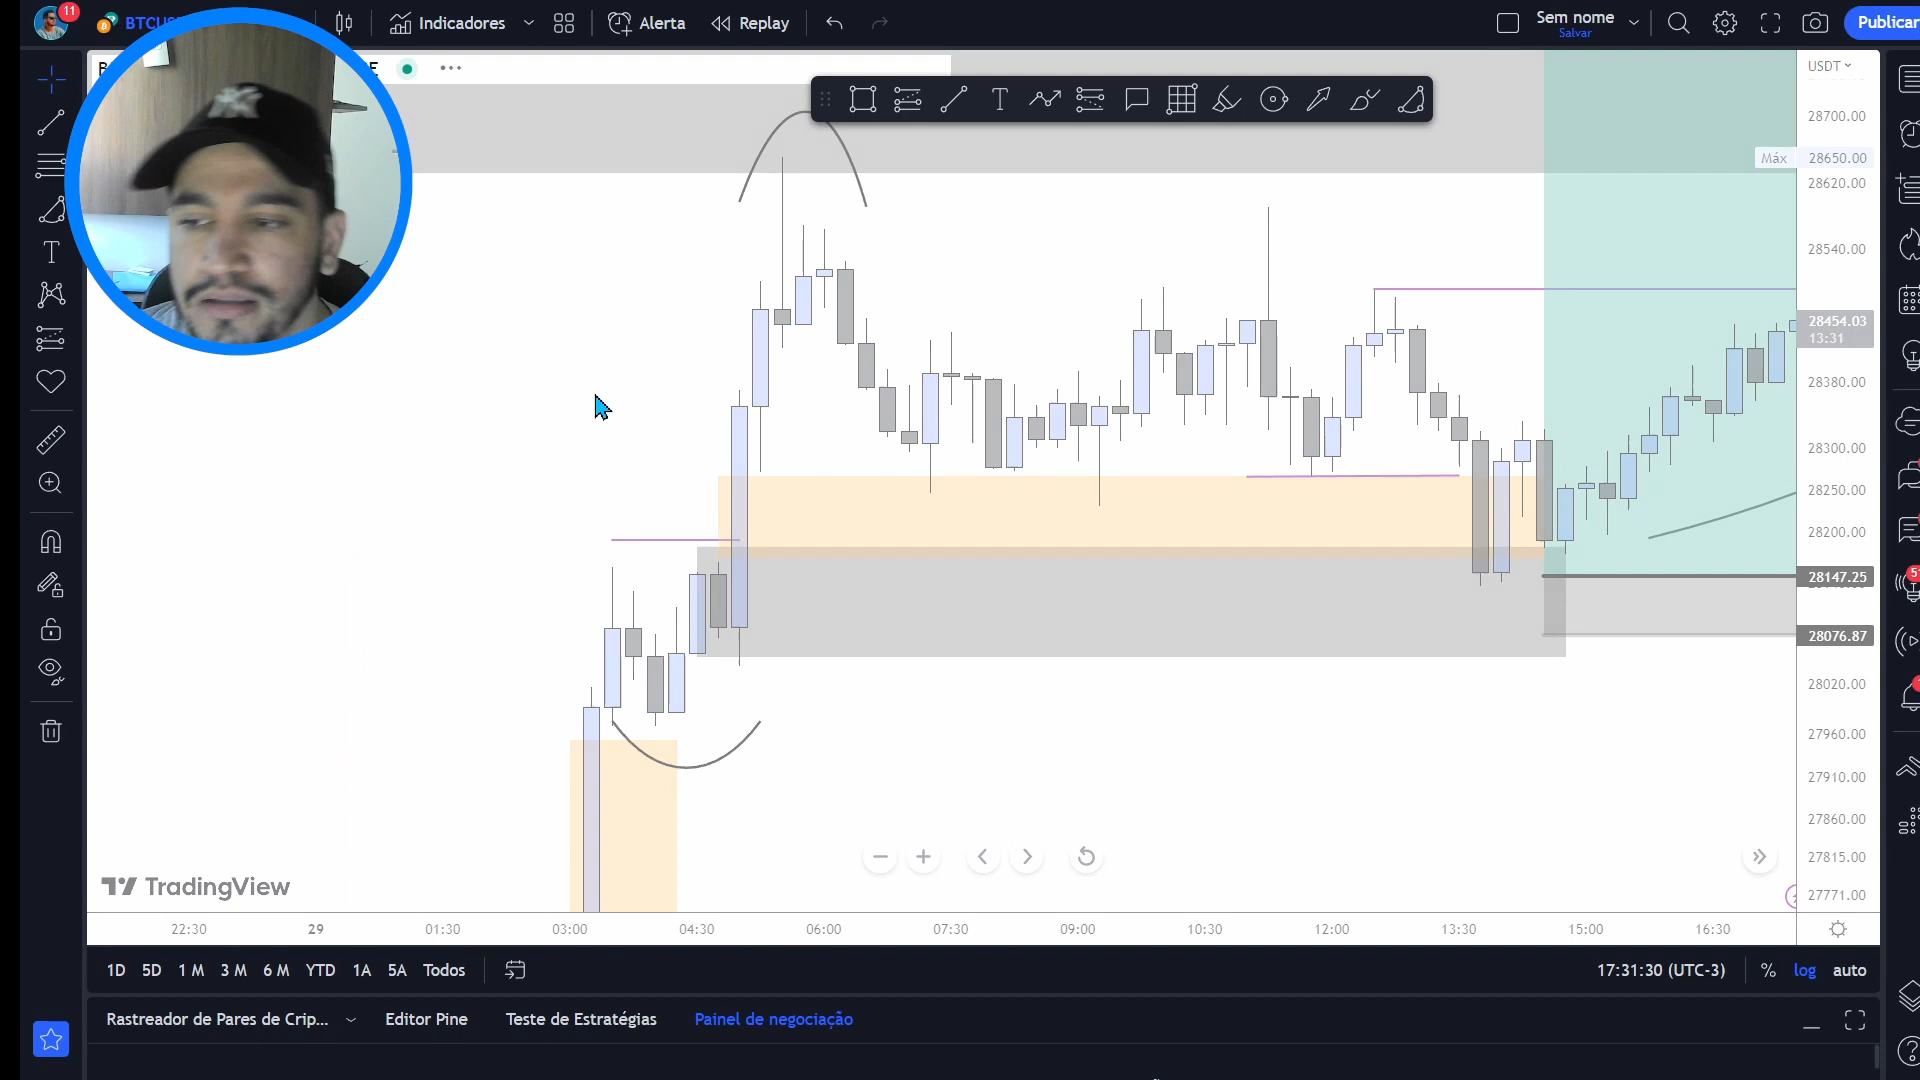 11
BTCUS
Indicadores
Alerta
Replay
Sem nome
Salvar
Publicar
USDT
28700.00
Máx 28650.00
28620.00
28540.00
28454.03
13:31
28380.00
28300.00
28250.00
28200.00
28147.25
28076.87
28020.00
27960.00
27910.00
27860.00
27815.00
27771.00
TradingView
22:30 29 01:30 03:00 04:30 06:00 07:30 09:00 10:30 12:00 13:30 15:00 16:30
1D 5D 1 M 3 M 6 M YTD 1A 5A Todos
17:31:30 (UTC-3) % log auto
Rastreador de Pares de Crip... Editor Pine Teste de Estratégias Painel de negociação